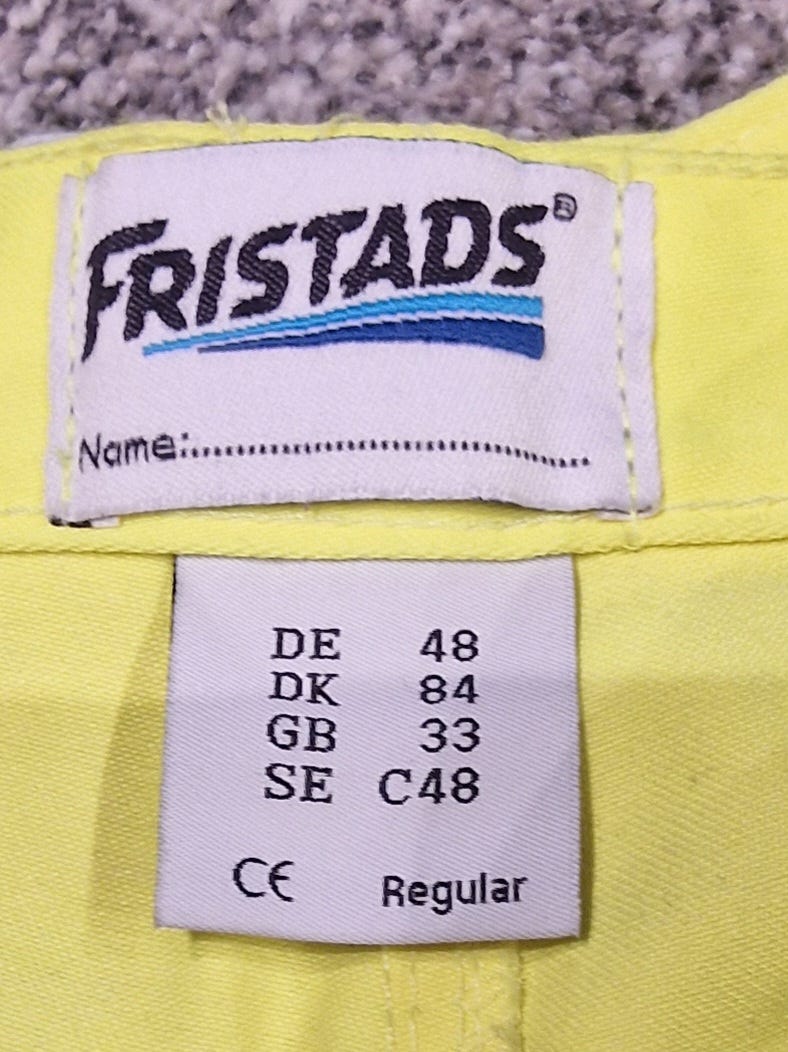 FRISTADS®
Name:..................................................
DE 48
DK 84
GB 33
SE C48
CE Regular